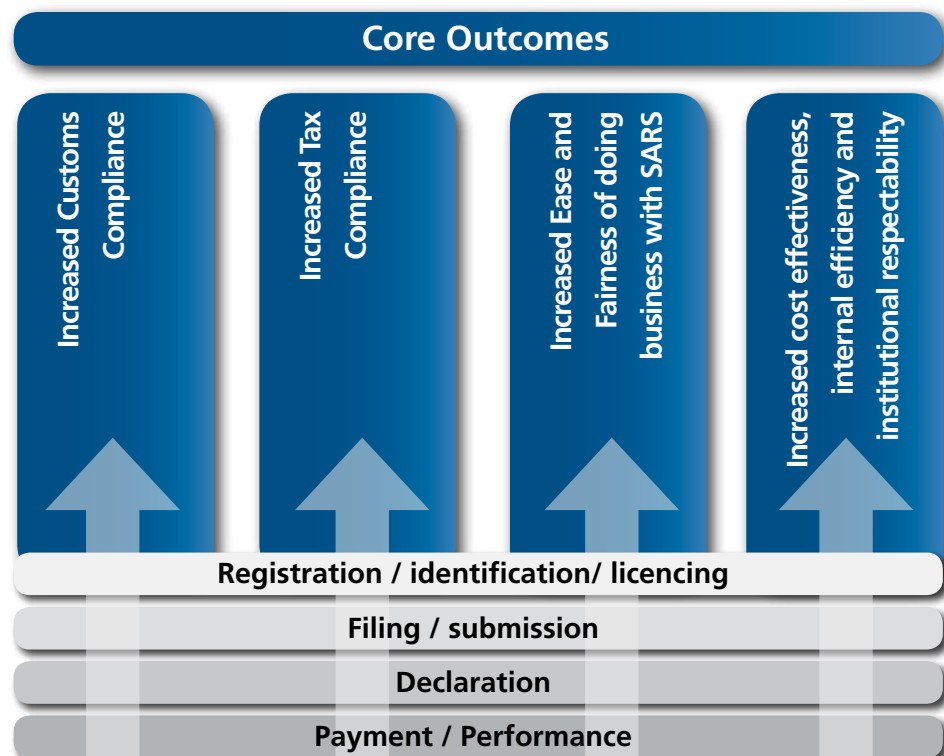 Core Outcomes
Increased Customs
Compliance
Increased Tax
Compliance
Increased Ease and
Fairness of doing
business with SARS
Increased cost effectiveness,
internal efficiency and
institutional respectability
Registration / identification/ licencing
Filing / submission
Declaration
Payment / Performance